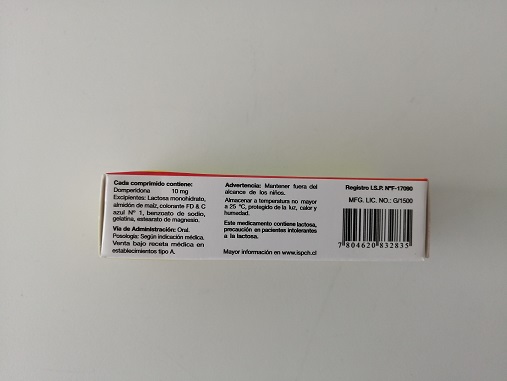 Cada comprimido contiene:
Domperidona 10 mg
Excipientes: Lactosa monohidrato,
almidón de maíz, colorante FD & C
azul Nº 1, benzoato de sodio,
gelatina, estearato de magnesio.
Vía de Administración: Oral.
Posología: Según indicación médica.
Venta bajo receta médica en
establecimientos tipo A.
Advertencia: Mantener fuera del
alcance de los niños.
Almacenar a temperatura no mayor
a 25 ºC, protegido de la luz, calor y
humedad.
Este medicamento contiene lactosa,
precaución en pacientes intolerantes
a la lactosa.
Mayor información en www.ispch.cl
Registro I.S.P. NºF-17090
MFG. LIC. NO.: G/1500
7 804620 832835